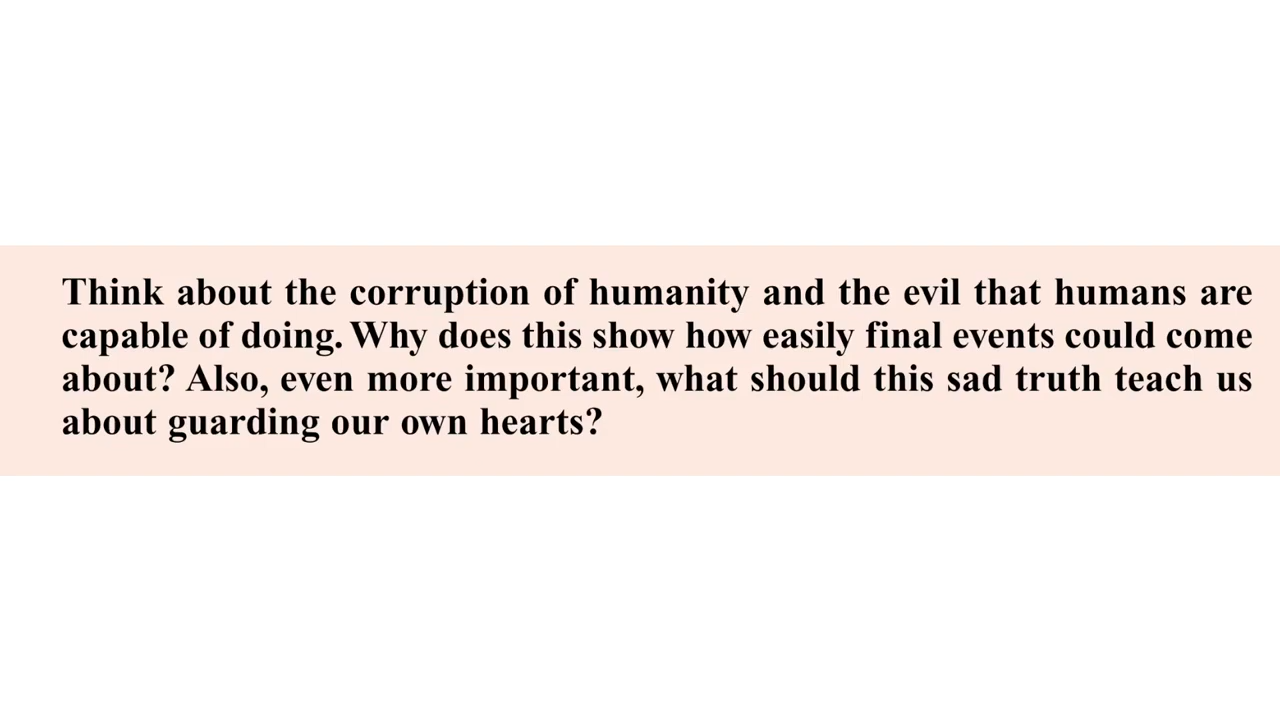 Think about the corruption of humanity and the evil that humans are
capable of doing. Why does this show how easily final events could come
about? Also, even more important, what should this sad truth teach us
about guarding our own hearts?